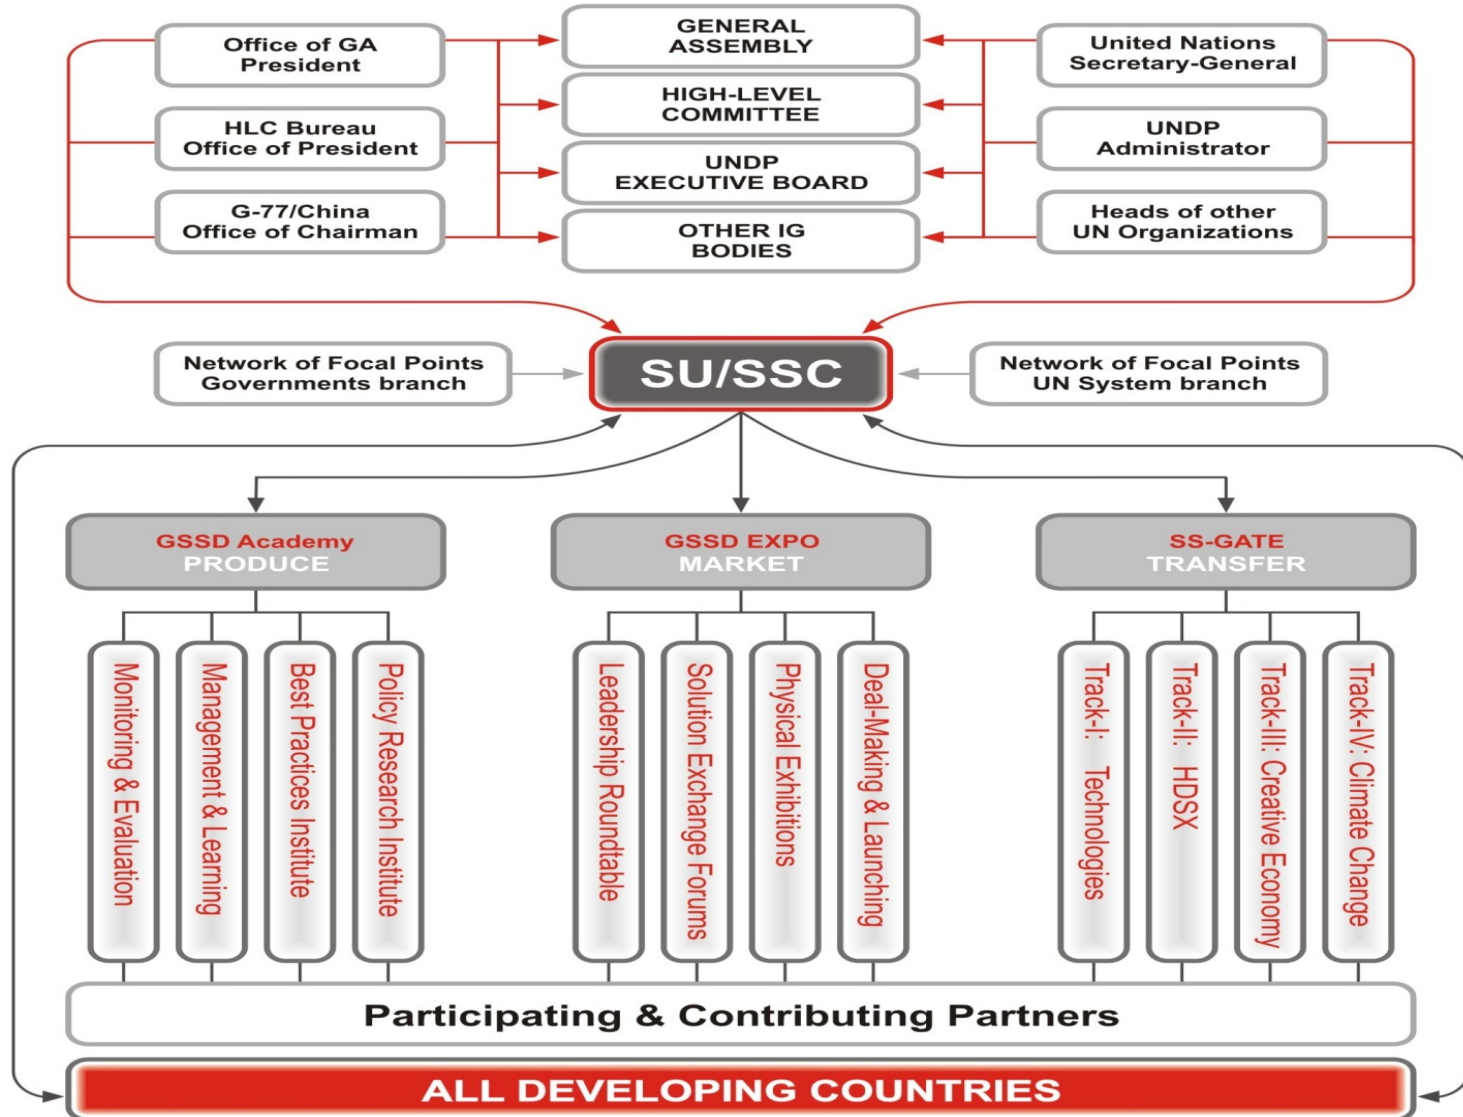 Office of GA
President
GENERAL
ASSEMBLY
United Nations
Secretary-General
HLC Bureau
Office of President
HIGH-LEVEL
COMMITTEE
UNDP
Administrator
UNDP
EXECUTIVE BOARD
G-77/China
Office of Chairman
OTHER IG
BODIES
Heads of other
UN Organizations
Network of Focal Points
Governments branch
SU/SSC
Network of Focal Points
UN System branch
GSSD Academy
PRODUCE
GSSD EXPO
MARKET
SS-GATE
TRANSFER
Monitoring & Evaluation
Management & Learning
Best Practices Institute
Policy Research Institute
Leadership Roundtable
Solution Exchange Forums
Physical Exhibitions
Deal-Making & Launching
Track-I: Technologies
Track-II: HDSX
Track-III: Creative Economy
Track-IV: Climate Change
Participating & Contributing Partners
ALL DEVELOPING COUNTRIES